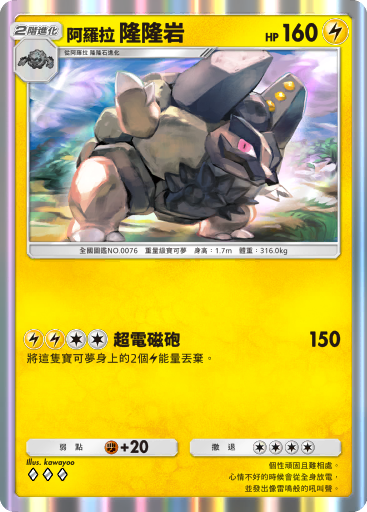 2階進化
阿羅拉 隆隆岩
HP 160
從阿羅拉 隆隆石進化
全國圖鑑NO.0076 重量級寶可夢 身高：1.7m 體重：316.0kg
超電磁砲 150
將這隻寶可夢身上的2個能量丟棄。
弱點 +20 撤退
Illus. kawayoo
個性頑固且難相處。
心情不好的時候會從全身放電，
並發出像雷鳴般的吼叫聲。